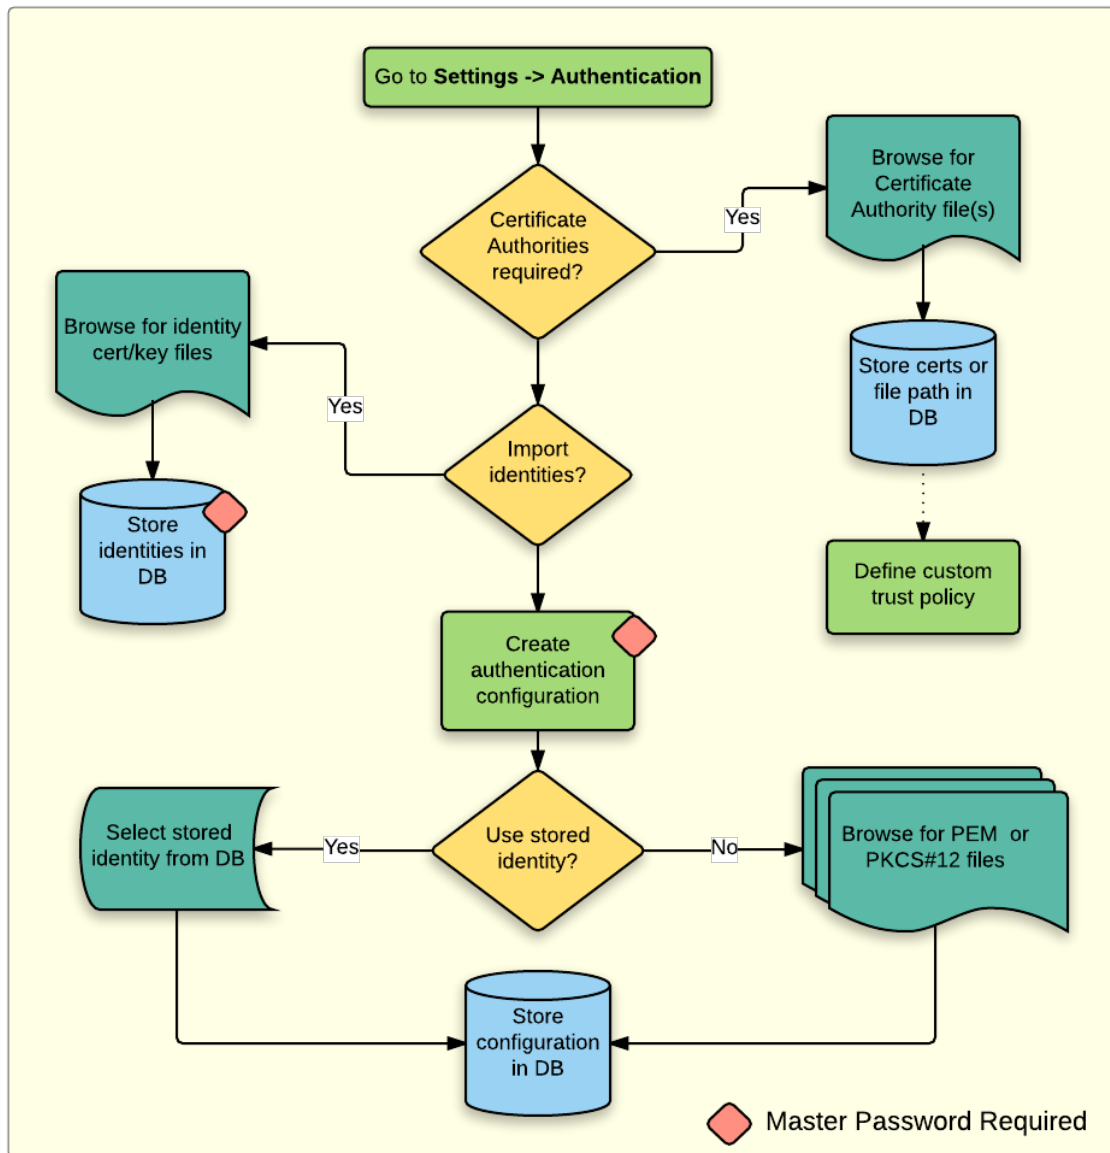 Go to Settings -> Authentication
Certificate
Authorities
required?
Yes
Browse for
Certificate
Authority file(s)
Store certs or
file path in
DB
Define custom
trust policy
Import
identities?
Yes
Browse for identity
cert/key files
Store
identities in
DB
Create
authentication
configuration
Use stored
identity?
Yes
Select stored
identity from DB
No
Browse for PEM or
PKCS#12 files
Store
configuration
in DB
Master Password Required